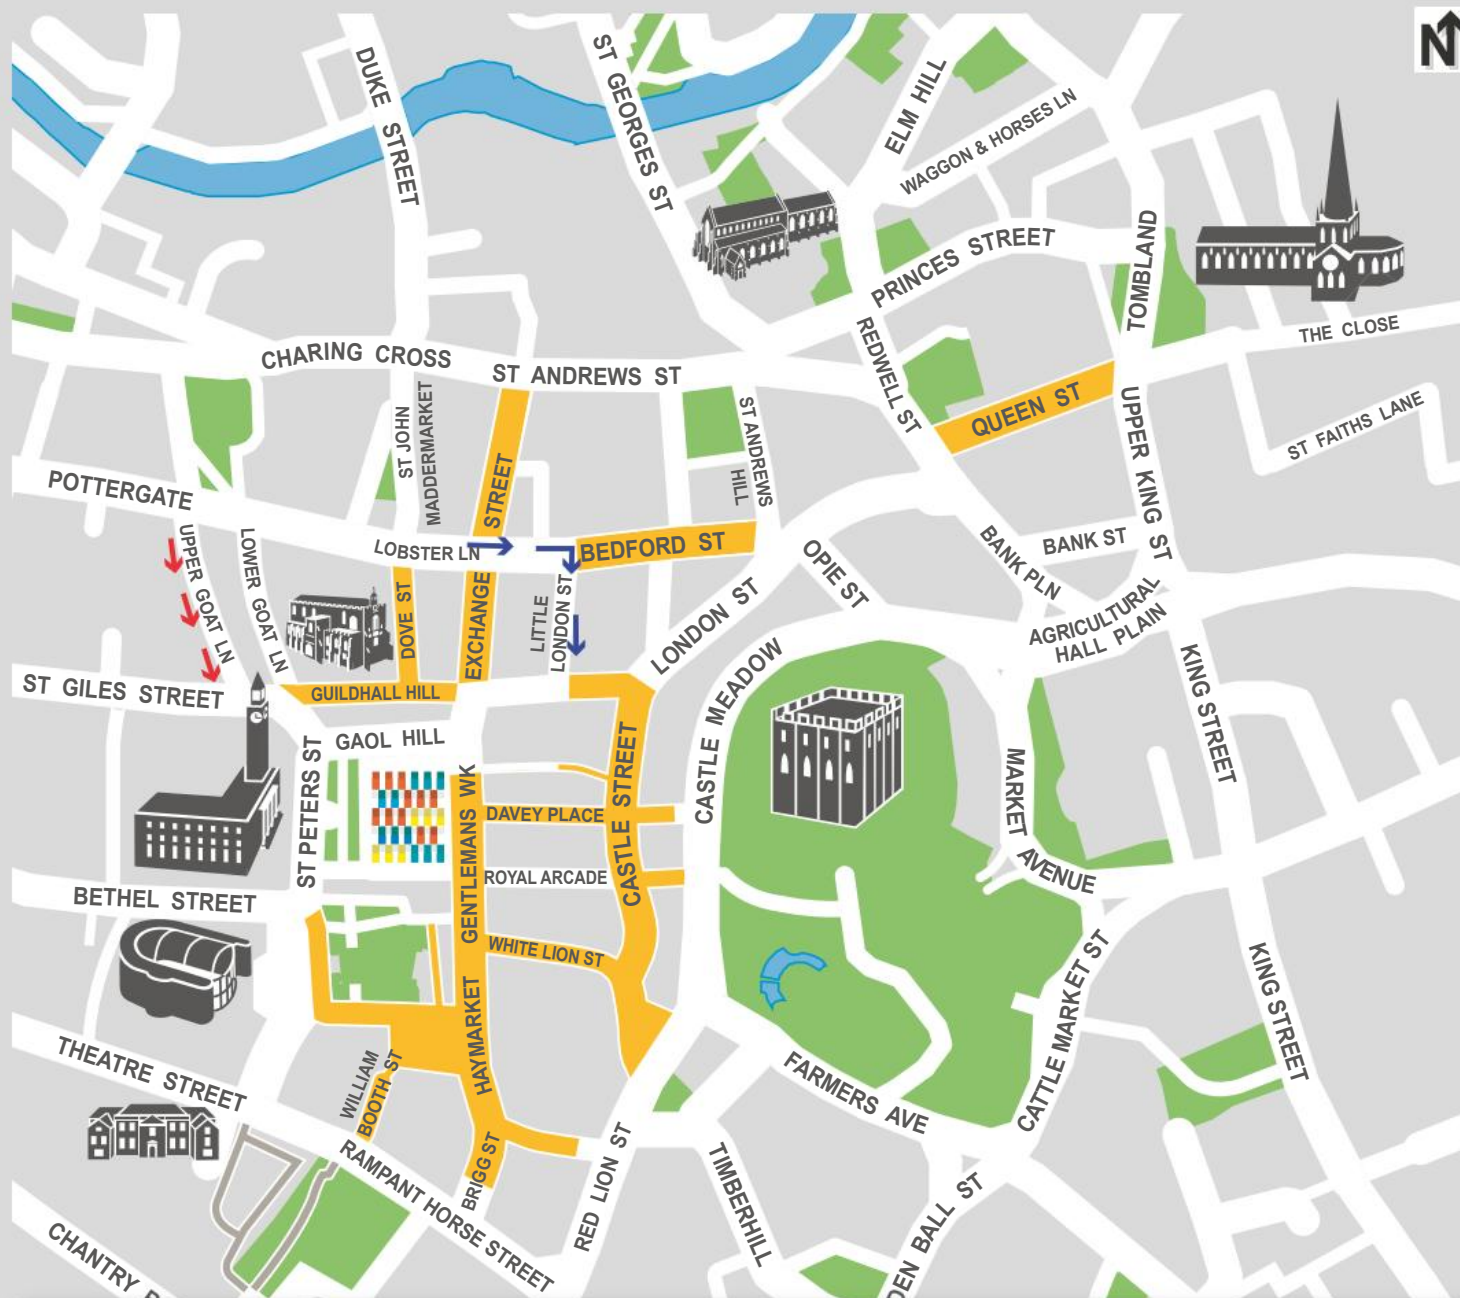 N
DUKE STREET
ST GEORGES ST
ELM HILL
WAGGON & HORSES LN
PRINCES STREET
TOMBLAND
THE CLOSE
CHARING CROSS
ST ANDREWS ST
REDWELL ST
QUEEN ST
ST FAITHS LANE
UPPER KING ST
ST JOHN
MADDERMARKET
ST ANDREWS
HILL
POTTERGATE
EXCHANGE STREET
LOBSTER LN
BEDFORD ST
UPPER GOAT LN
LOWER GOAT LN
DOVE ST
LITTLE
LONDON ST
LONDON ST
OPIE ST
BANK PLN
BANK ST
AGRICULTURAL
HALL PLAIN
ST GILES STREET
GUILDHALL HILL
GAOL HILL
CASTLE MEADOW
KING STREET
ST PETERS ST
GENTLEMANS WK
DAVEY PLACE
CASTLE STREET
ROYAL ARCADE
MARKET AVENUE
BETHEL STREET
WHITE LION ST
HAYMARKET
CATTLE MARKET ST
KING STREET
THEATRE STREET
WILLIAM
BOOTH ST
FARMERS AVE
BRIGG ST
RAMPANT HORSE STREET
RED LION ST
TIMBERHILL
CHANTRY
DEN BALL ST